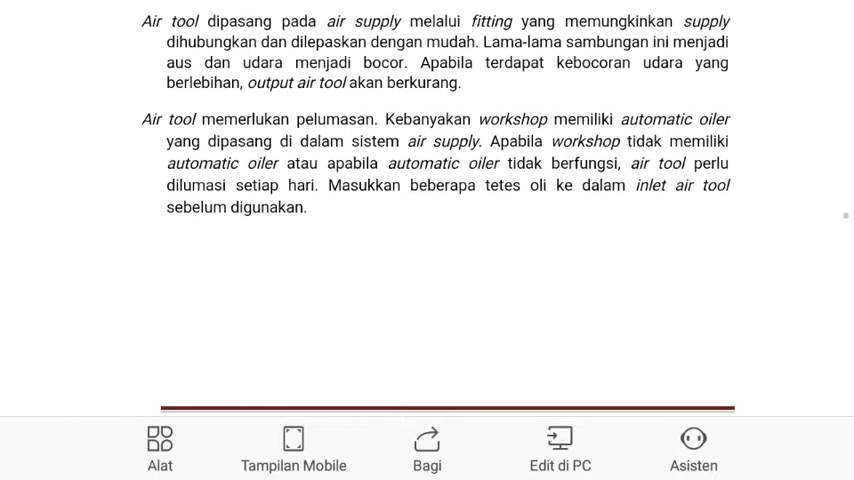 Air tool dipasang pada air supply melalui fitting yang memungkinkan supply
dihubungkan dan dilepaskan dengan mudah. Lama-lama sambungan ini menjadi
aus dan udara menjadi bocor. Apabila terdapat kebocoran udara yang
berlebihan, output air tool akan berkurang.
Air tool memerlukan pelumasan. Kebanyakan workshop memiliki automatic oiler
yang dipasang di dalam sistem air supply. Apabila workshop tidak memiliki
automatic oiler atau apabila automatic oiler tidak berfungsi, air tool perlu
dilumasi setiap hari. Masukkan beberapa tetes oli ke dalam inlet air tool
sebelum digunakan.
Alat Tampilan Mobile Bagi Edit di PC Asisten